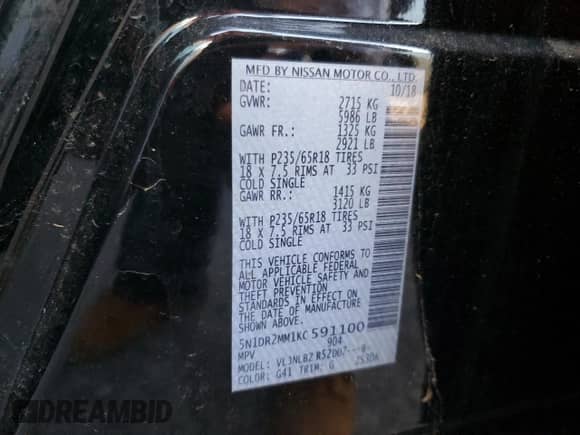 MFD BY NISSAN MOTOR CO., LTD.
DATE: 10/18
GVWR: 2715 KG
5986 LB
GAWR FR.: 1325 KG
2921 LB
WITH P235/65R18 TIRES
18 X 7.5 RIMS AT 33 PSI
COLD SINGLE
GAWR RR.: 1415 KG
3120 LB
WITH P235/65R18 TIRES
18 X 7.5 RIMS AT 33 PSI
COLD SINGLE
THIS VEHICLE CONFORMS TO
ALL APPLICABLE FEDERAL
MOTOR VEHICLE SAFETY AND
THEFT PREVENTION
STANDARDS IN EFFECT ON
THE DATE OF MANUFACTURE
SHOWN ABOVE
5N1DR2MM1KC591100
MPV 904
MODEL: VL3NLBZ R52007
COLOR: G41 TRIM: G
DREAMBID